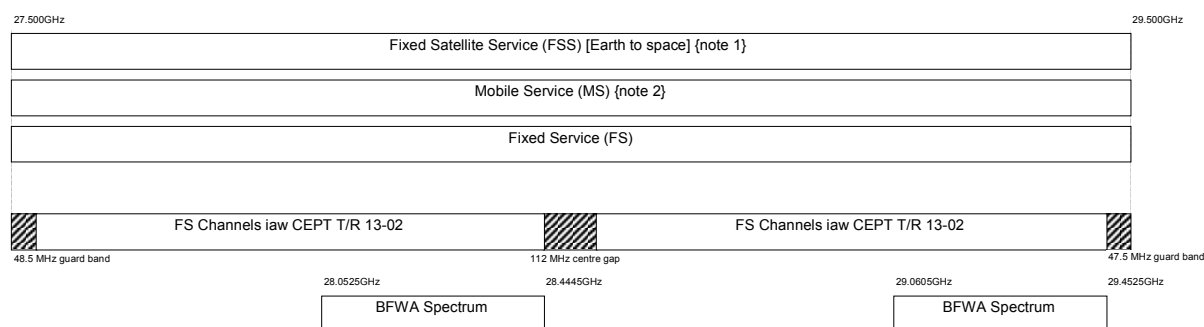 27.500GHz 29.500GHz
Fixed Satellite Service (FSS) [Earth to space] {note 1}
Mobile Service (MS) {note 2}
Fixed Service (FS)
FS Channels iaw CEPT T/R 13-02 FS Channels iaw CEPT T/R 13-02
48.5 MHz guard band 112 MHz centre gap 47.5 MHz guard band
28.0525GHz 28.4445GHz 29.0605GHz 29.4525GHz
BFWA Spectrum BFWA Spectrum